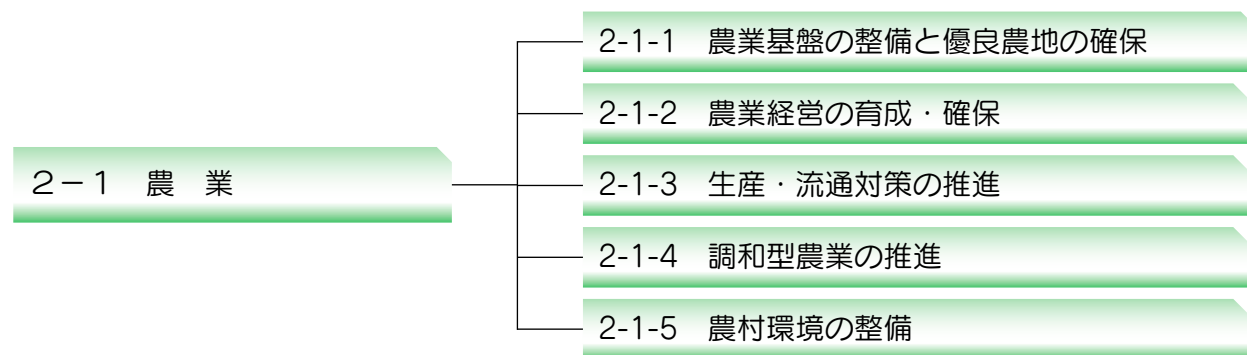 2-1-1 農業基盤の整備と優良農地の確保
2-1-2 農業経営の育成・確保
2－1 農 業
2-1-3 生産・流通対策の推進
2-1-4 調和型農業の推進
2-1-5 農村環境の整備